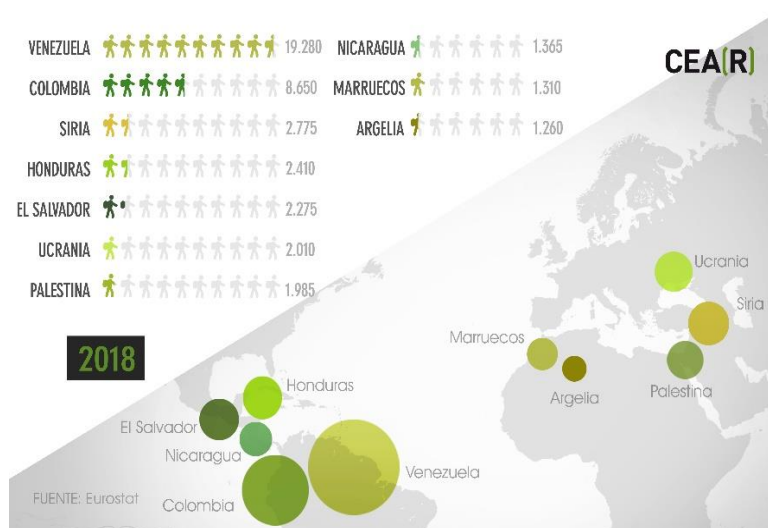 VENEZUELA 19.280
COLOMBIA 8.650
SIRIA 2.775
HONDURAS 2.410
EL SALVADOR 2.275
UCRANIA 2.010
PALESTINA 1.985
NICARAGUA 1.365
MARRUECOS 1.310
ARGELIA 1.260
CEA(R)
2018
Ucrania
Siria
Marruecos
Argelia
Palestina
Honduras
El Salvador
Nicaragua
Venezuela
Colombia
FUENTE: Eurostat